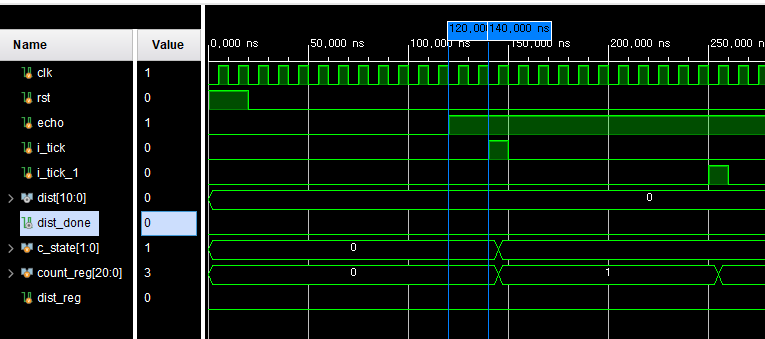 Name Value
120,000 140,000 ns
0,000 ns 50,000 ns 100,000 ns 150,000 ns 200,000 ns 250,000
clk 1
rst 0
echo 1
i_tick 0
i_tick_1 0
dist[10:0] 0 0
dist_done 0
c_state[1:0] 1 0
count_reg[20:0] 3 0 1
dist_reg 0